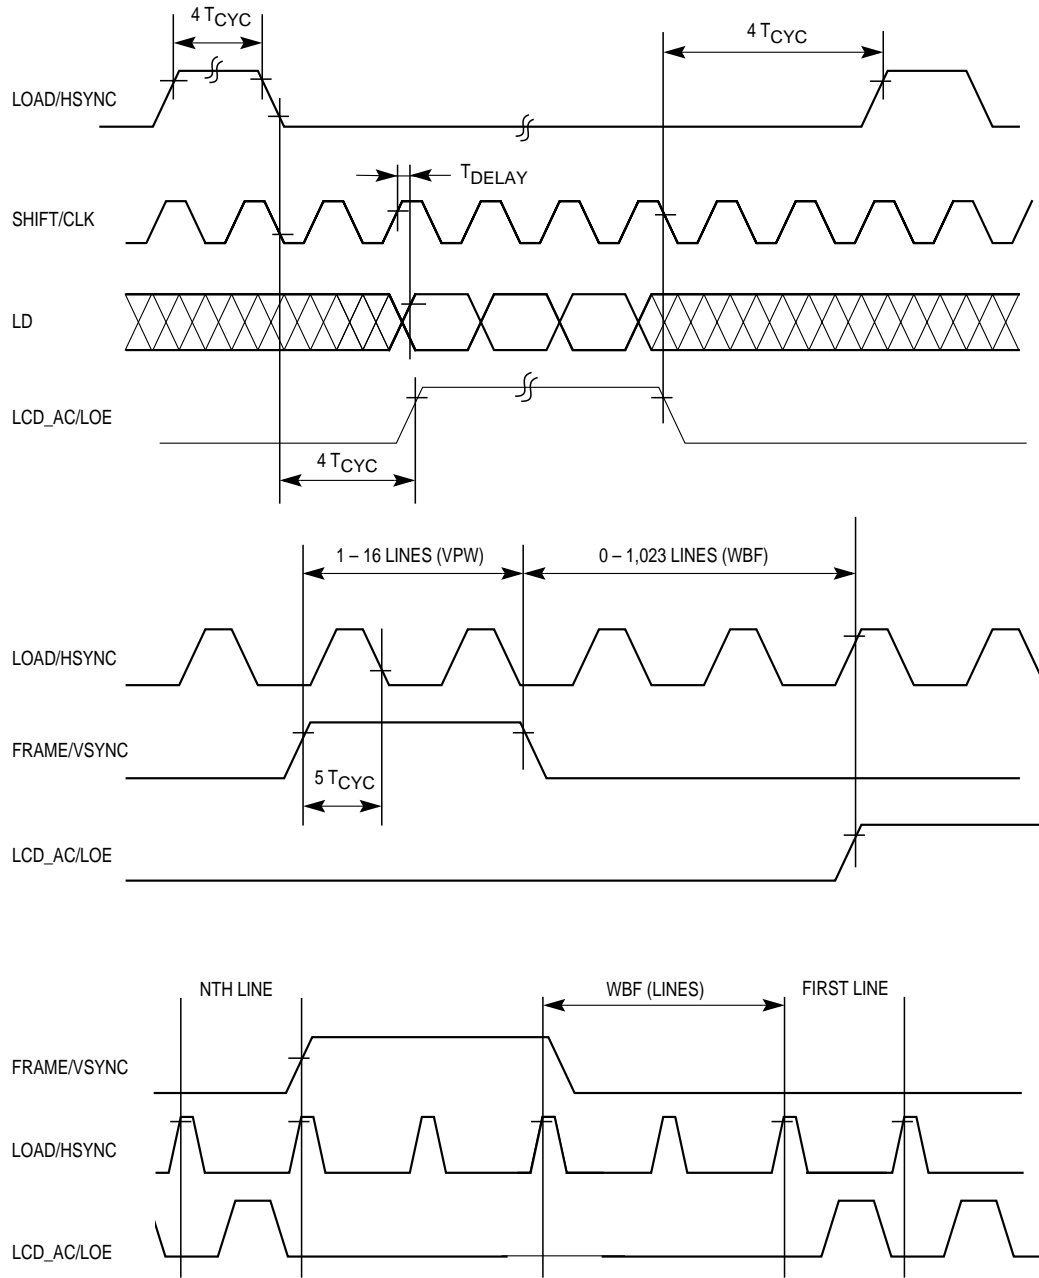 4 TCYC
4 TCYC
LOAD/HSYNC
TDELAY
SHIFT/CLK
LD
LCD_AC/LOE
4 TCYC
1 – 16 LINES (VPW)
0 – 1,023 LINES (WBF)
LOAD/HSYNC
FRAME/VSYNC
5 TCYC
LCD_AC/LOE
NTH LINE
WBF (LINES)
FIRST LINE
FRAME/VSYNC
LOAD/HSYNC
LCD_AC/LOE